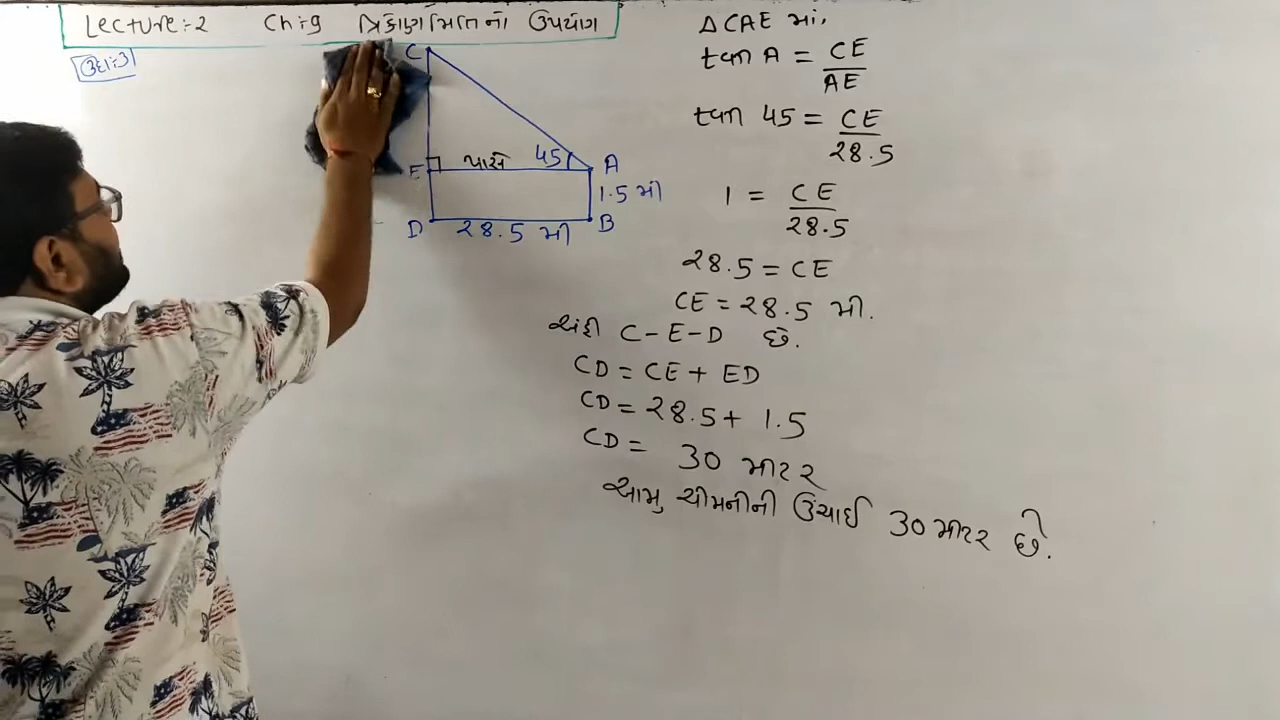 Lecture:-2 Ch:-9 ત્રિકોણમિતિના ઉપયોગ
ઉદા:-3
C
E પાસે 45 A
1.5 મી
D 28.5 મી B
△CAE માં,
tan A = CE/AE
tan 45 = CE/28.5
1 = CE/28.5
28.5 = CE
CE = 28.5 મી.
અહીં C-E-D છે.
CD = CE + ED
CD = 28.5 + 1.5
CD = 30 મીટર
આમ, ચીમનીની ઉંચાઈ 30 મીટર છે.